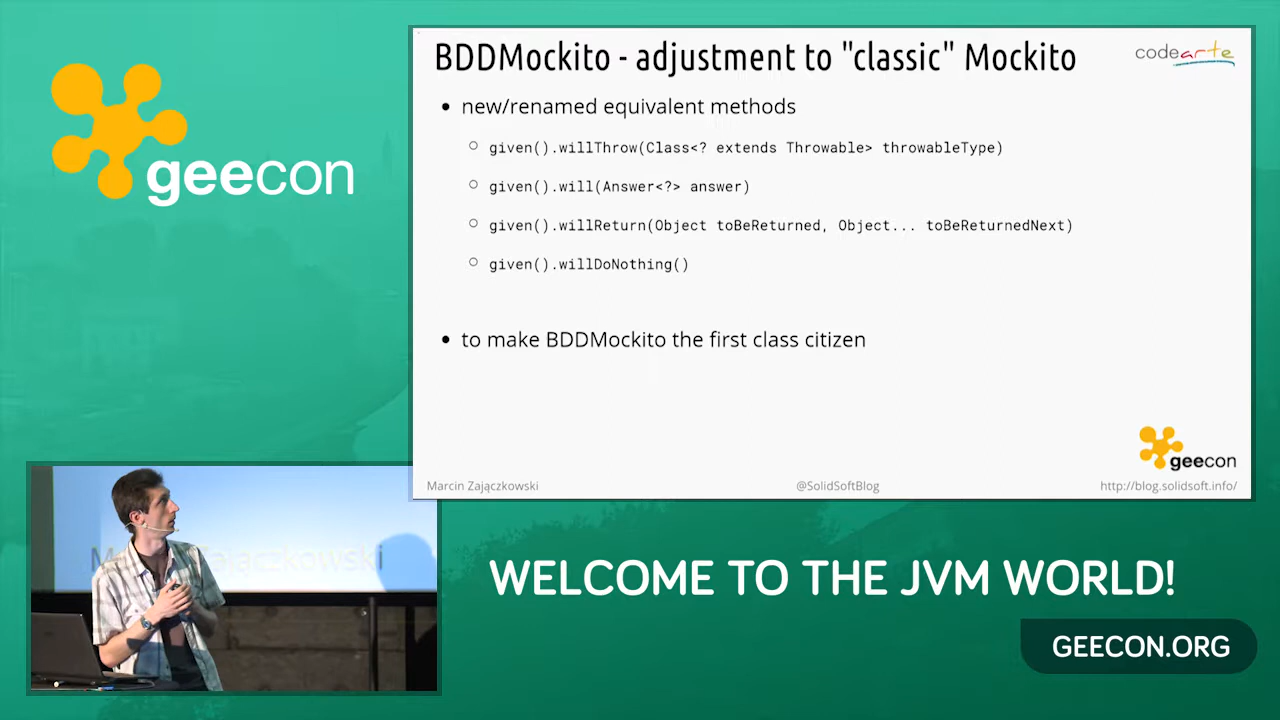 geecon
BDDMockito - adjustment to "classic" Mockito
codearte
• new/renamed equivalent methods
○ given().willThrow(Class<? extends Throwable> throwableType)
○ given().will(Answer<?> answer)
○ given().willReturn(Object toBeReturned, Object... toBeReturnedNext)
○ given().willDoNothing()
• to make BDDMockito the first class citizen
geecon
Marcin Zajączkowski
@SolidSoftBlog
http://blog.solidsoft.info/
Marcin Zajączkowski
WELCOME TO THE JVM WORLD!
GEECON.ORG